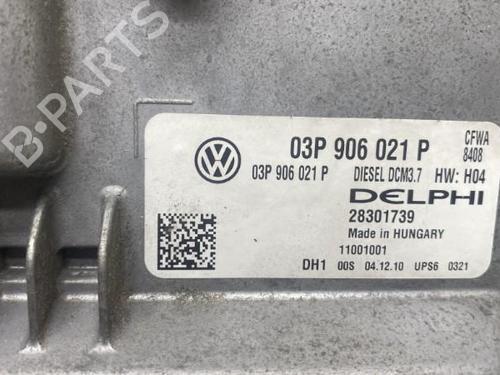 B-PARTS
03P 906 021 P
CFWA
8408
03P 906 021 P DIESEL DCM3.7 HW: H04
DELPHI
28301739
Made in HUNGARY
11001001
DH1 00S 04.12.10 UPS6 0321